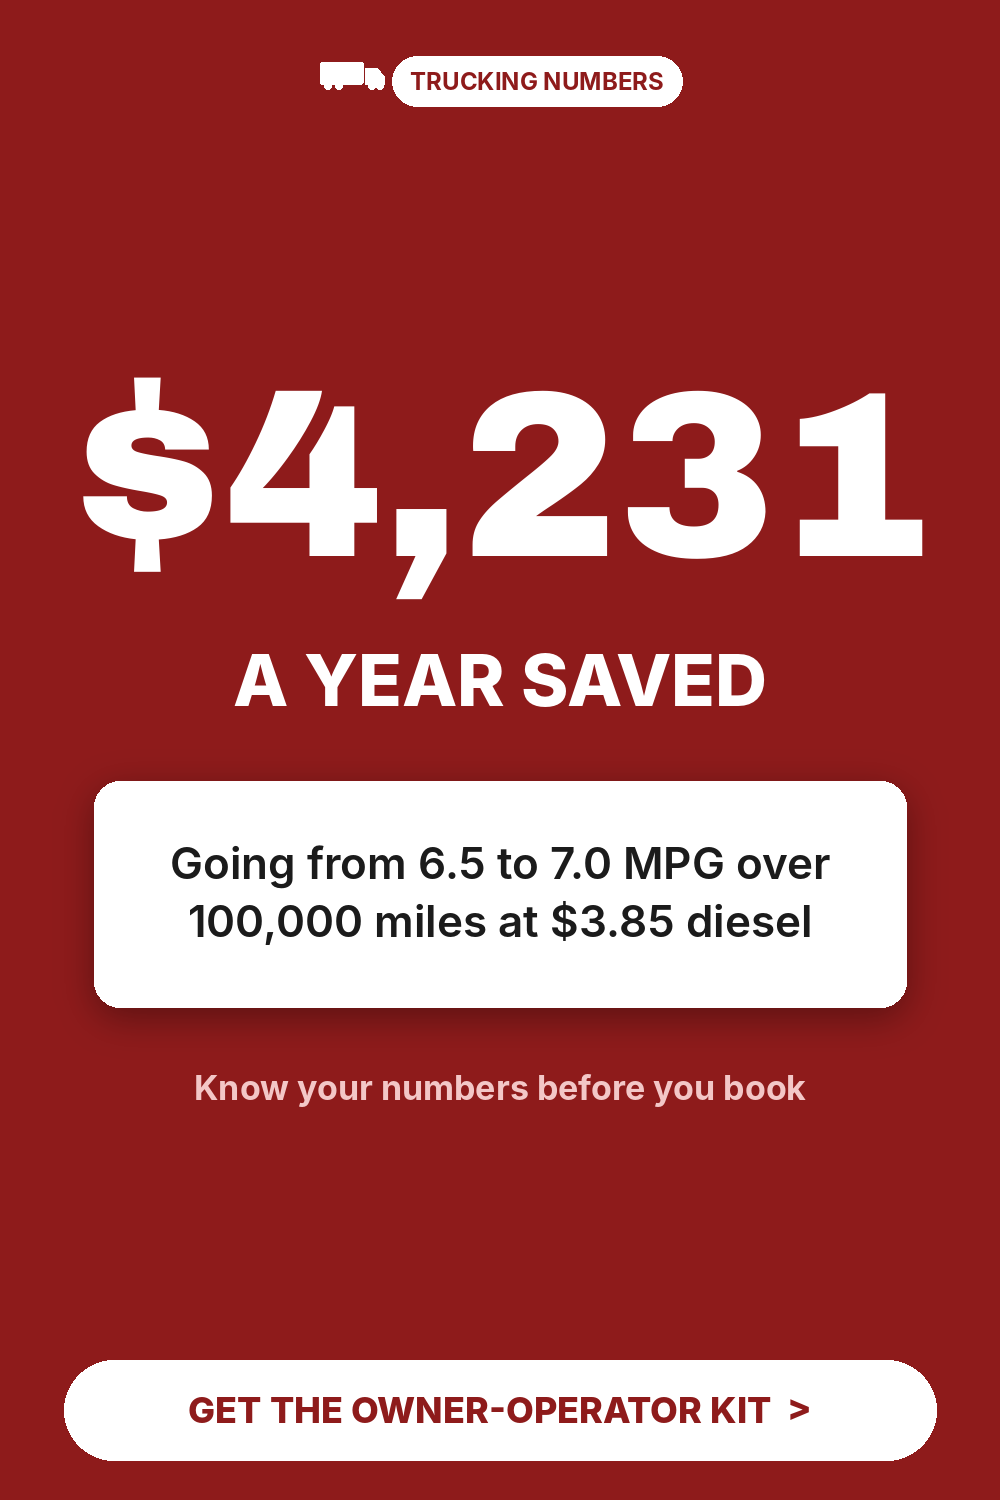 TRUCKING NUMBERS
$4,231
A YEAR SAVED
Going from 6.5 to 7.0 MPG over
100,000 miles at $3.85 diesel
Know your numbers before you book
GET THE OWNER-OPERATOR KIT >